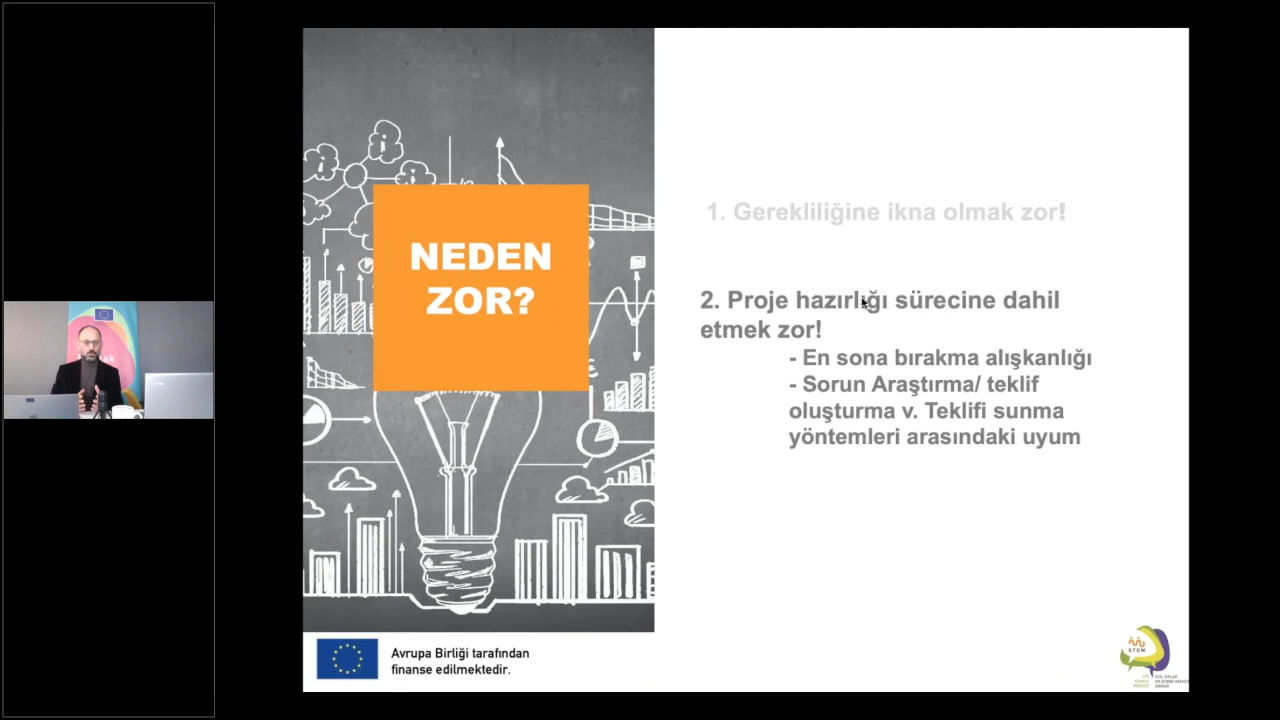 NEDEN
ZOR?
1. Gerekliliğine ikna olmak zor!
2. Proje hazırlığı sürecine dahil
etmek zor!
- En sona bırakma alışkanlığı
- Sorun Araştırma/ teklif
oluşturma v. Teklifi sunma
yöntemleri arasındaki uyum
Avrupa Birliği tarafından
finanse edilmektedir.
STGM